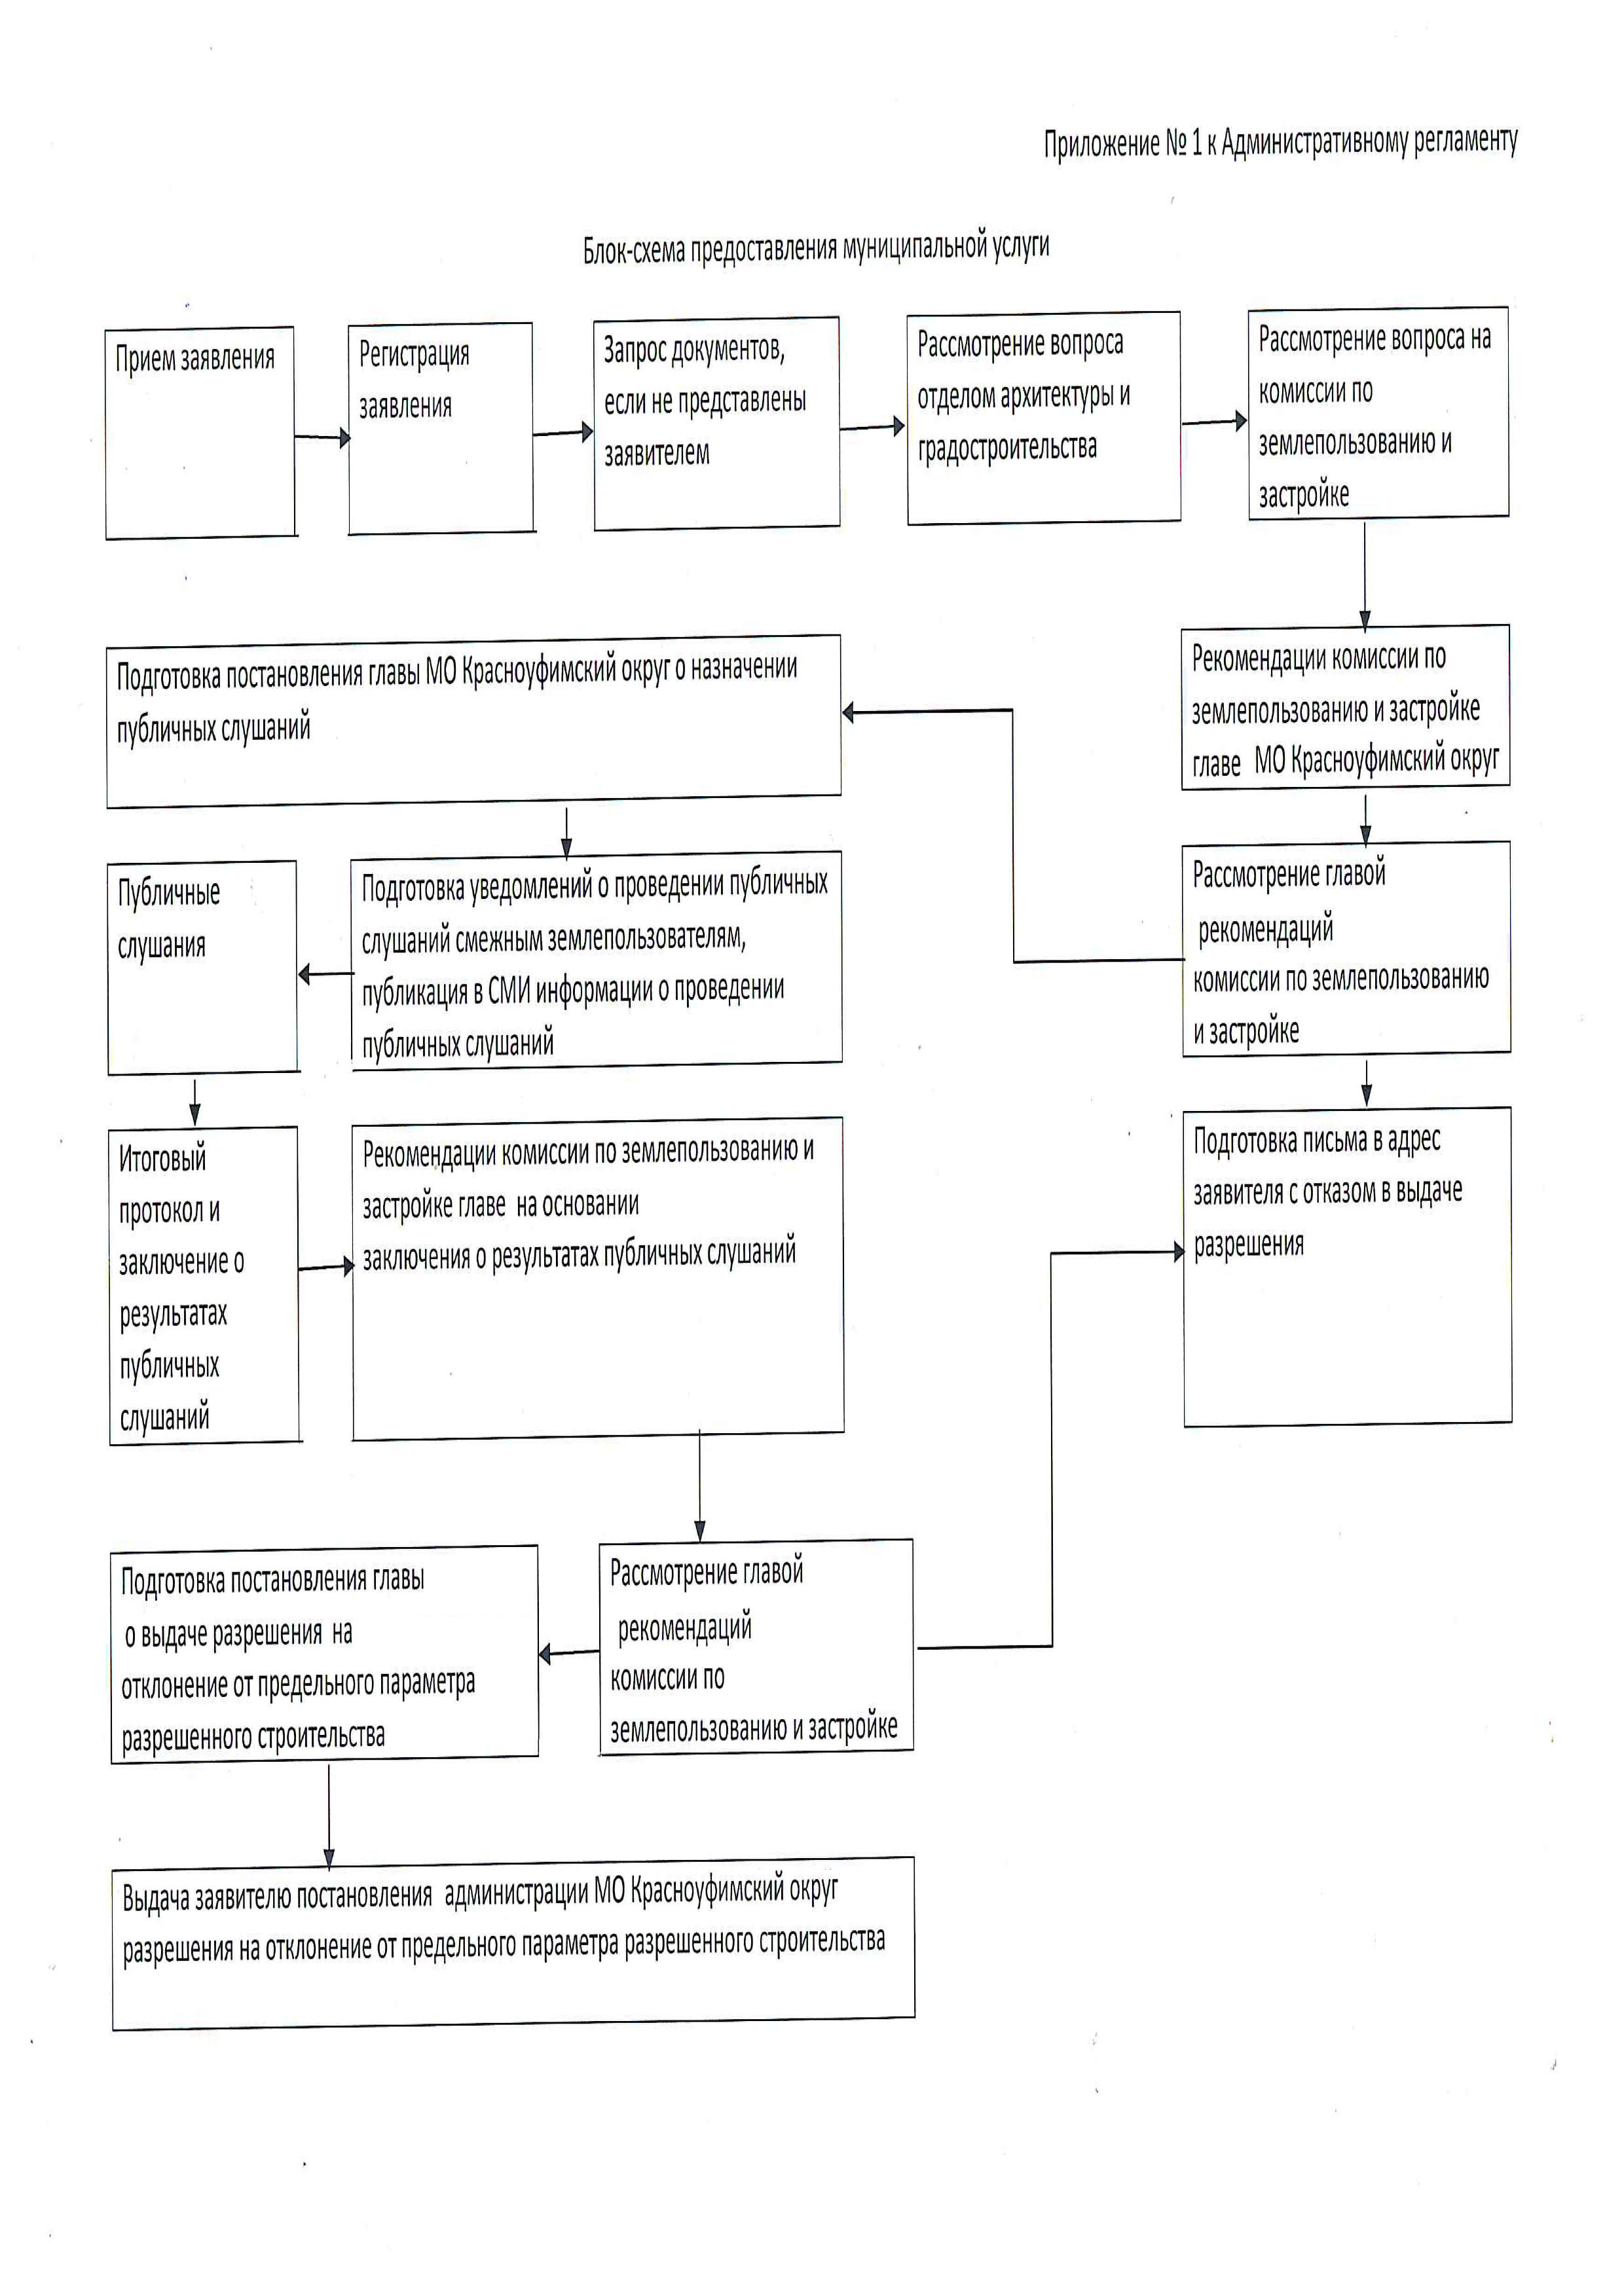 Приложение № 1 к Административному регламенту
Блок-схема предоставления муниципальной услуги
Прием заявления
Регистрация
заявления
Запрос документов,
если не представлены
заявителем
Рассмотрение вопроса
отделом архитектуры и
градостроительства
Рассмотрение вопроса на
комиссии по
землепользованию и
застройке
Рекомендации комиссии по
землепользованию и застройке
главе МО Красноуфимский округ
Подготовка постановления главы МО Красноуфимский округ о назначении
публичных слушаний
Рассмотрение главой
рекомендаций
комиссии по землепользованию
и застройке
Подготовка уведомлений о проведении публичных
слушаний смежным землепользователям,
публикация в СМИ информации о проведении
публичных слушаний
Публичные
слушания
Итоговый
протокол и
заключение о
результатах
публичных
слушаний
Рекомендации комиссии по землепользованию и
застройке главе на основании
заключения о результатах публичных слушаний
Подготовка письма в адрес
заявителя с отказом в выдаче
разрешения
Рассмотрение главой
рекомендаций
комиссии по
землепользованию и застройке
Подготовка постановления главы
о выдаче разрешения на
отклонение от предельного параметра
разрешенного строительства
Выдача заявителю постановления администрации МО Красноуфимский округ
разрешения на отклонение от предельного параметра разрешенного строительства